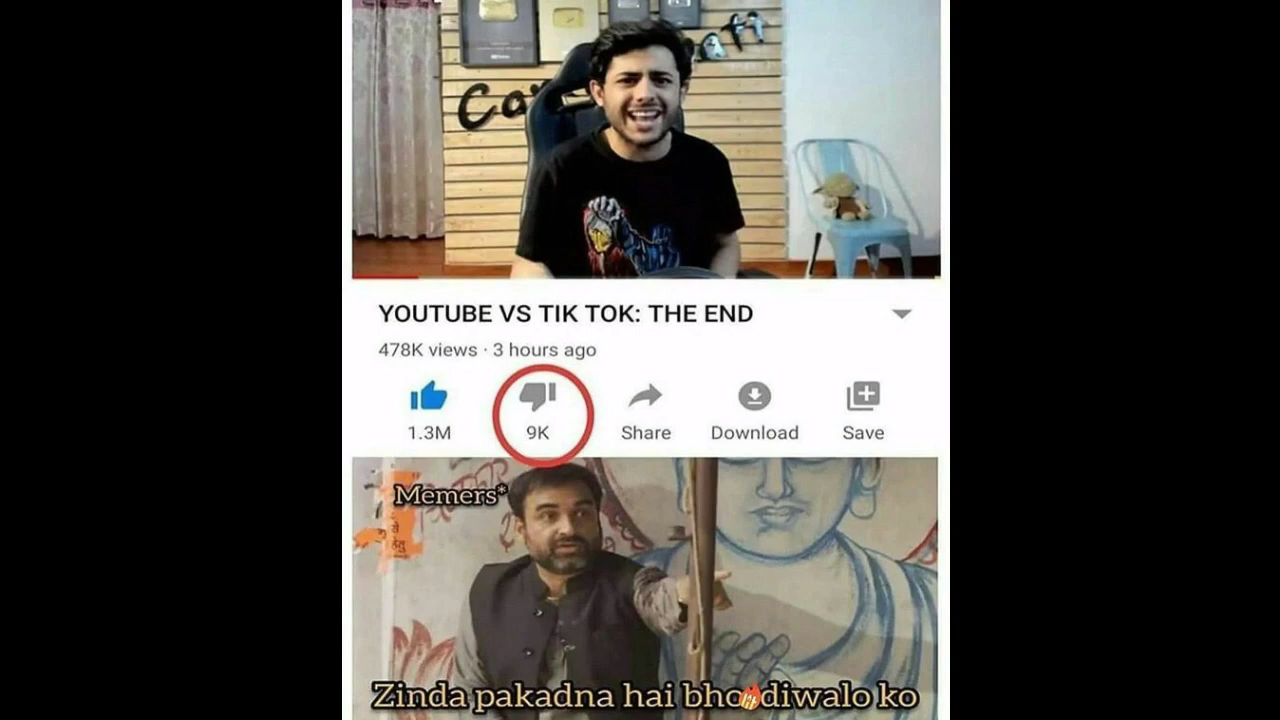 Ca
YOUTUBE VS TIK TOK: THE END
478K views · 3 hours ago
1.3M
9K
Share
Download
Save
Memers*
से
हेतु
Zinda pakadna hai bho🔥diwalo ko